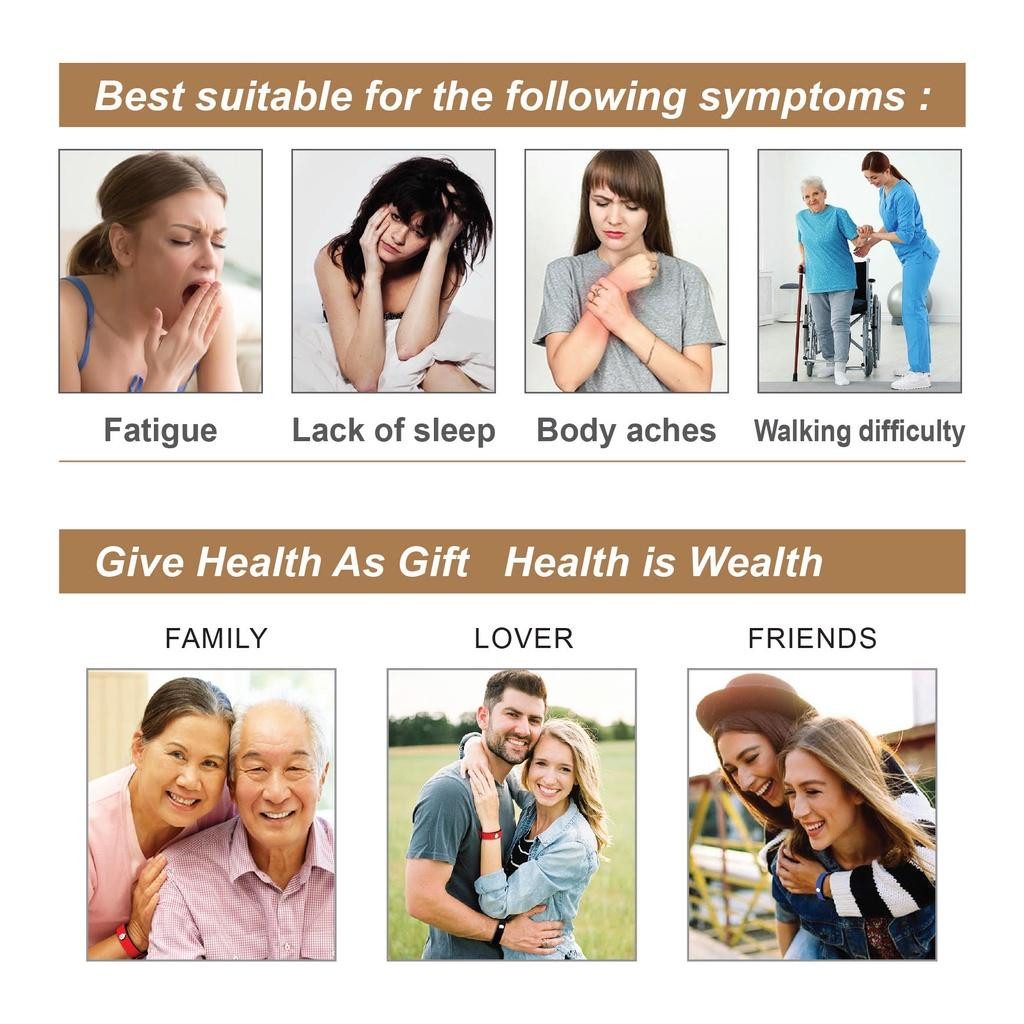 Best suitable for the following symptoms :
Fatigue
Lack of sleep
Body aches
Walking difficulty
Give Health As Gift Health is Wealth
FAMILY
LOVER
FRIENDS